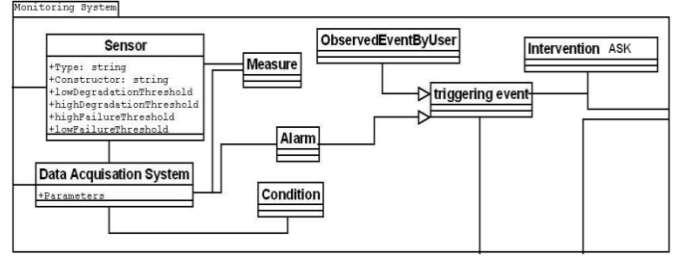 Monitoring System
Sensor
+Type: string
+Constructor: string
+lowDegradationThreshold
+highDegradationThreshold
+highFailureThreshold
+lowFailureThreshold
Measure
ObservedEventByUser
Intervention ASK
triggering event
Alarm
Data Acquisation System
+Parameters
Condition